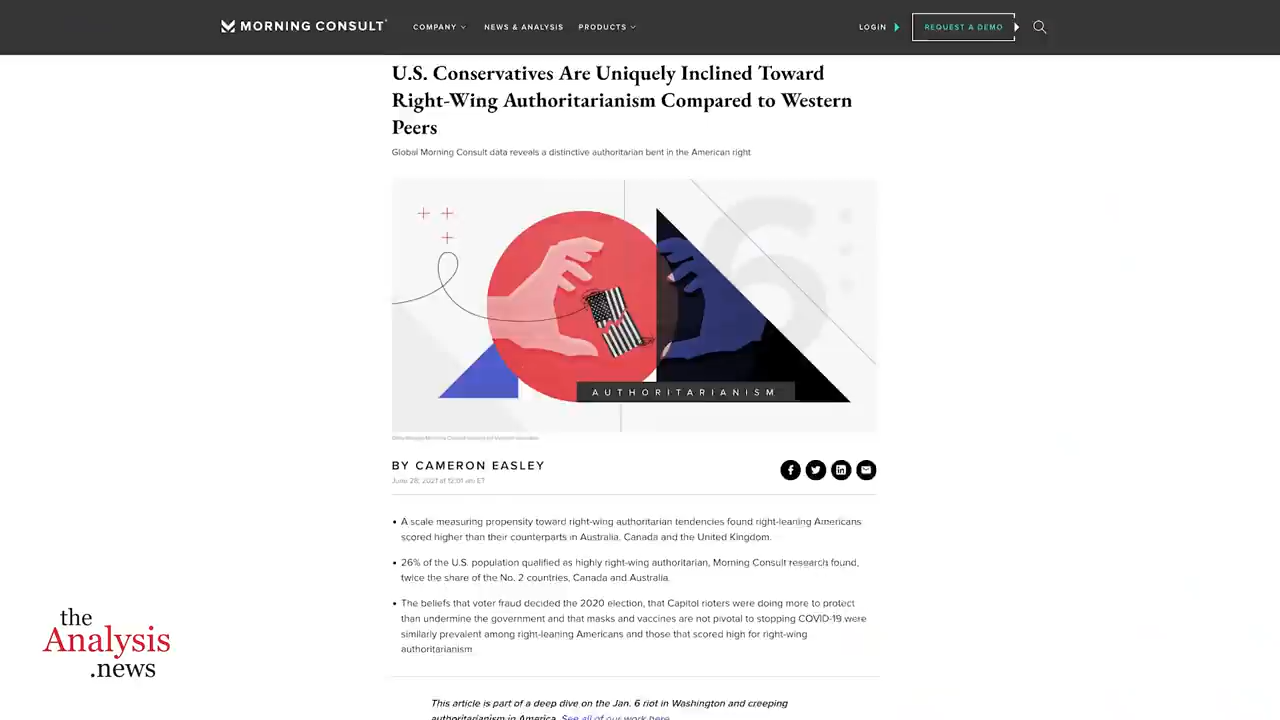 MORNING CONSULT
COMPANY NEWS & ANALYSIS PRODUCTS
LOGIN REQUEST A DEMO
U.S. Conservatives Are Uniquely Inclined Toward
Right-Wing Authoritarianism Compared to Western
Peers
Global Morning Consult data reveals a distinctive authoritarian bent in the American right.
6
AUTHORITARIANISM
BY CAMERON EASLEY
June 28, 2021 at 12:01 am ET
• A scale measuring propensity toward right-wing authoritarian tendencies found right-leaning Americans
scored higher than their counterparts in Australia, Canada and the United Kingdom.
• 26% of the U.S. population qualified as highly right-wing authoritarian, Morning Consult research found,
twice the share of the No. 2 countries, Canada and Australia.
• The beliefs that voter fraud decided the 2020 election, that Capitol rioters were doing more to protect
than undermine the government and that masks and vaccines are not pivotal to stopping COVID-19 were
similarly prevalent among right-leaning Americans and those that scored high for right-wing
authoritarianism
This article is part of a deep dive on the Jan. 6 riot in Washington and creeping
authoritarianism in America. See all of our work here.
the
Analysis
.news